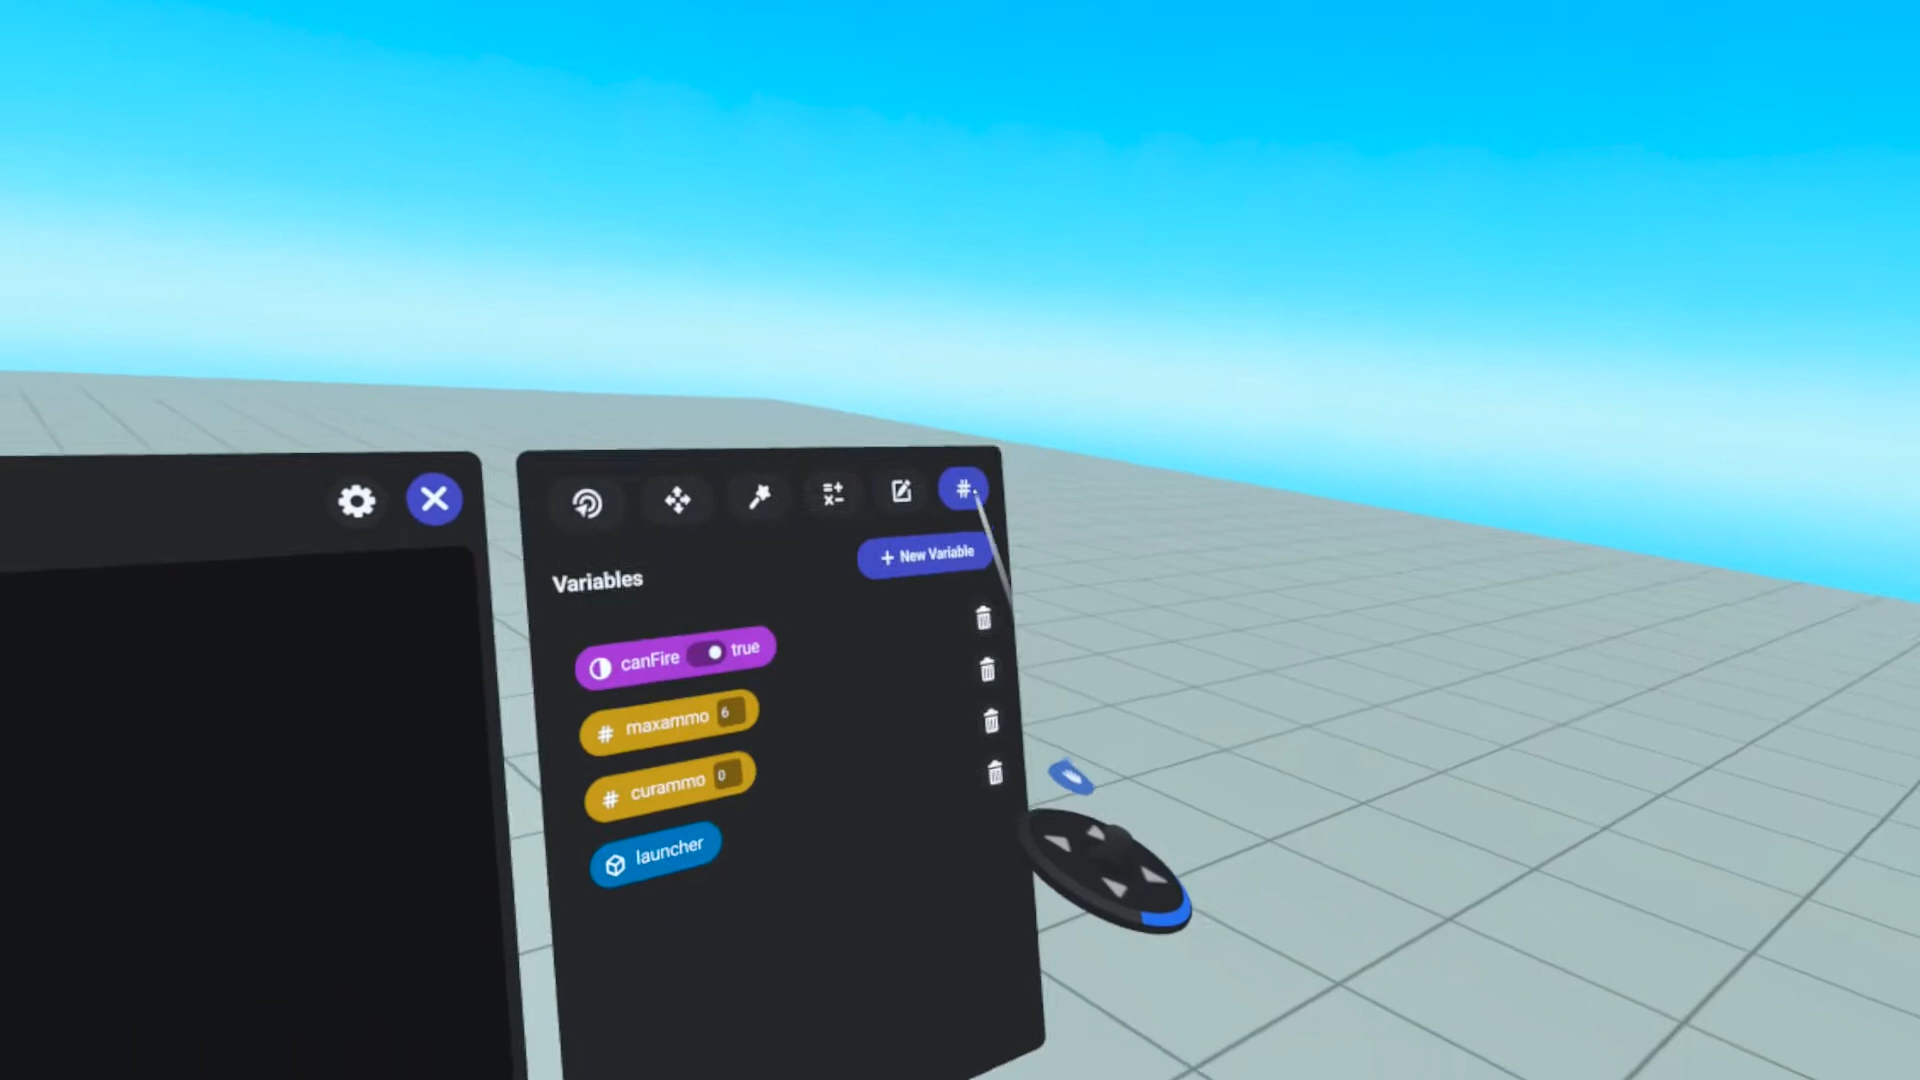 + New Variable
Variables
canFire true
# maxammo 6
# curammo 0
launcher